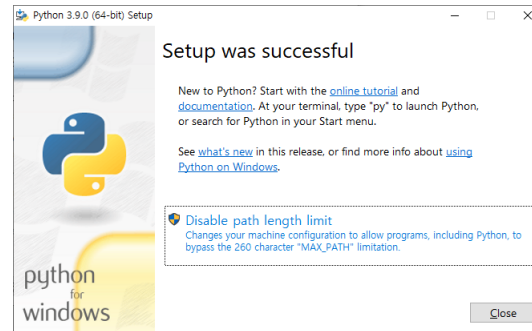 Python 3.9.0 (64-bit) Setup
Setup was successful
New to Python? Start with the online tutorial and
documentation. At your terminal, type "py" to launch Python,
or search for Python in your Start menu.
See what's new in this release, or find more info about using
Python on Windows.
Disable path length limit
Changes your machine configuration to allow programs, including Python, to
bypass the 260 character "MAX_PATH" limitation.
python
for
windows
Close